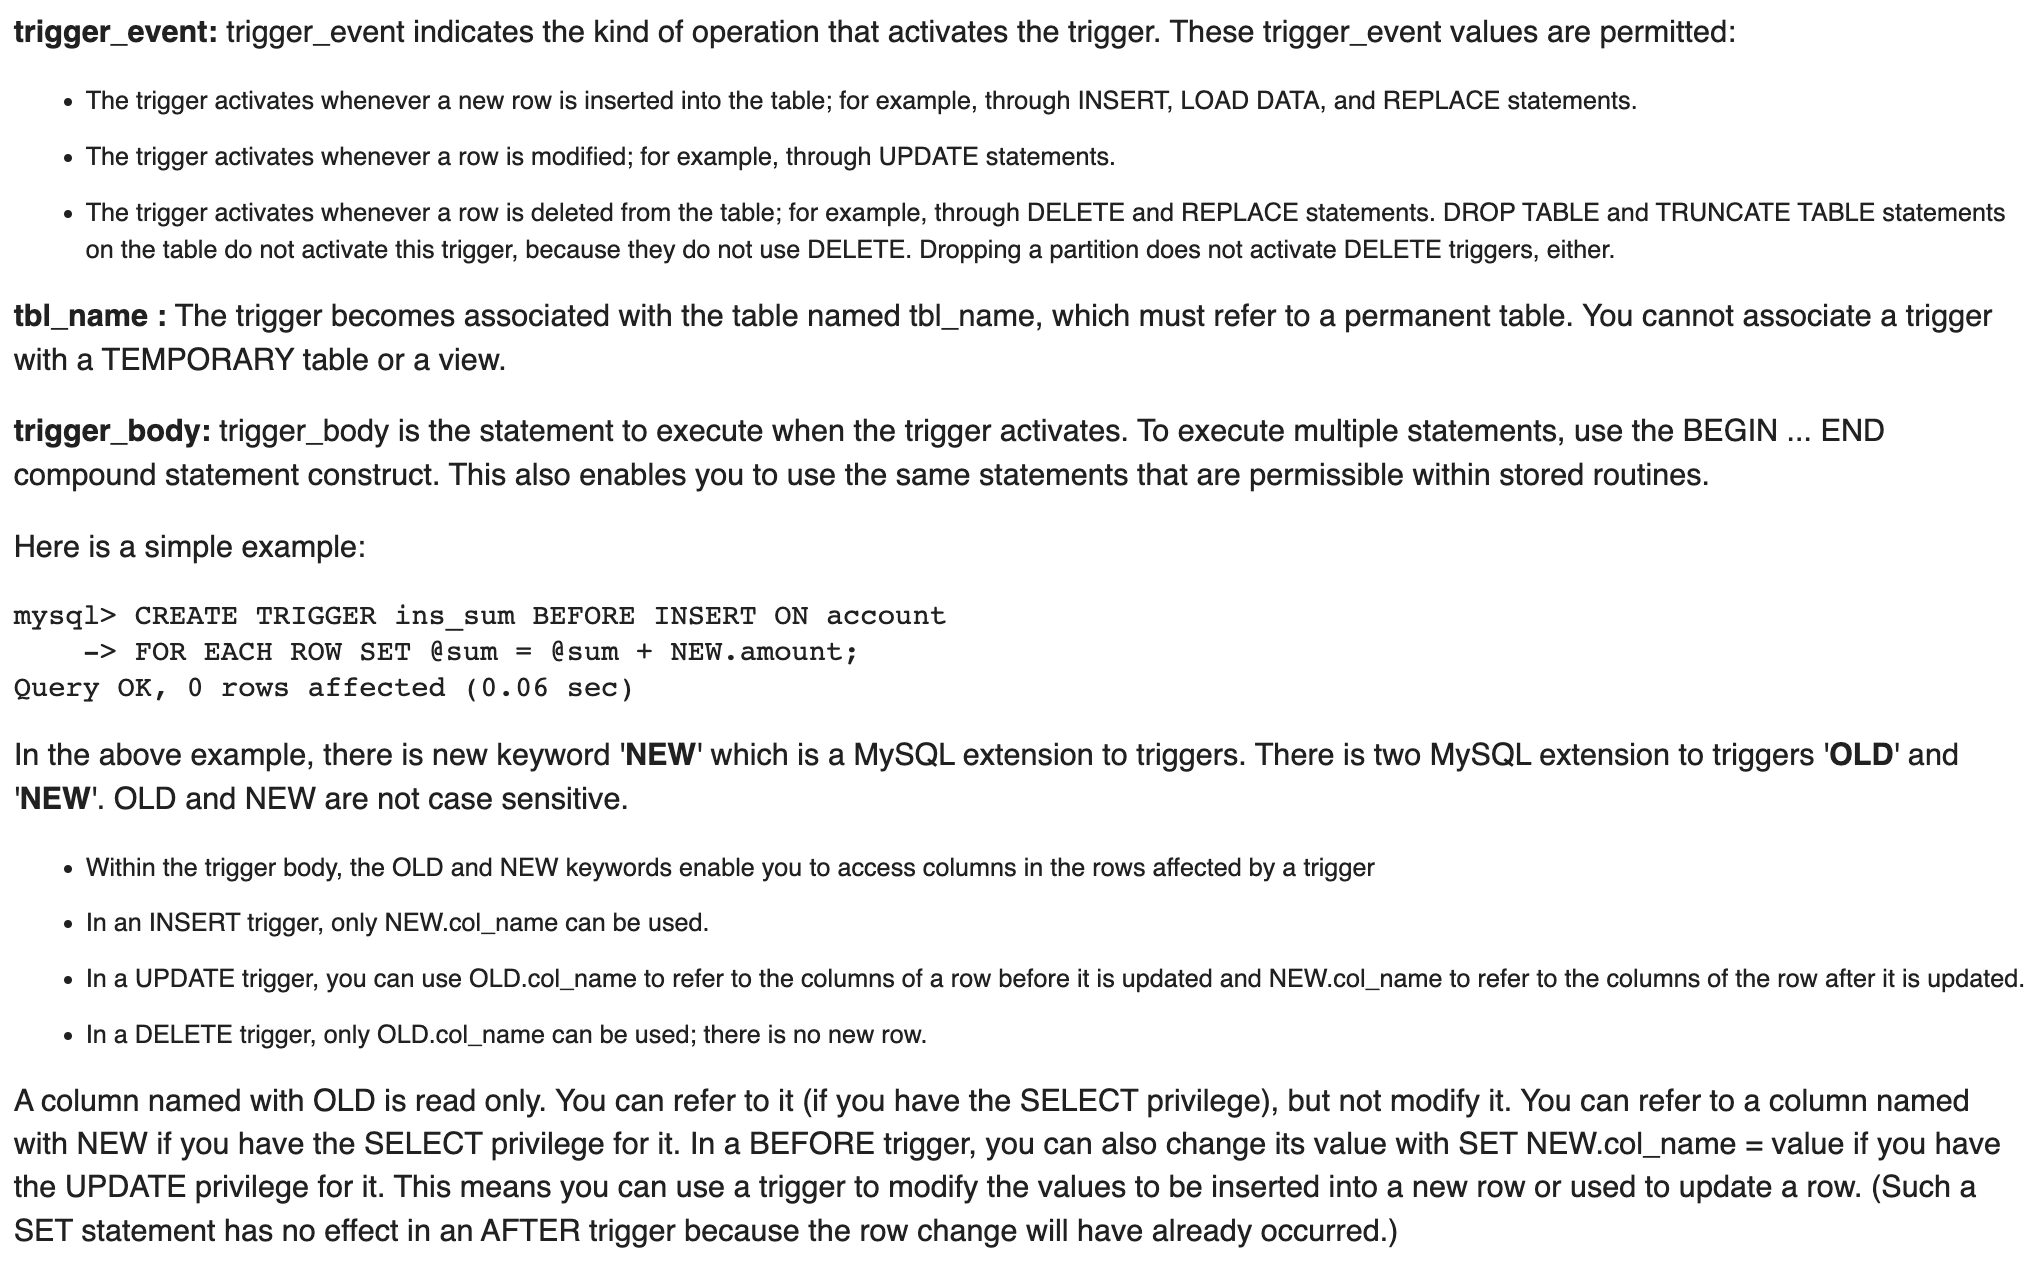 trigger_event: trigger_event indicates the kind of operation that activates the trigger. These trigger_event values are permitted:
• The trigger activates whenever a new row is inserted into the table; for example, through INSERT, LOAD DATA, and REPLACE statements.
• The trigger activates whenever a row is modified; for example, through UPDATE statements.
• The trigger activates whenever a row is deleted from the table; for example, through DELETE and REPLACE statements. DROP TABLE and TRUNCATE TABLE statements
on the table do not activate this trigger, because they do not use DELETE. Dropping a partition does not activate DELETE triggers, either.
tbl_name : The trigger becomes associated with the table named tbl_name, which must refer to a permanent table. You cannot associate a trigger
with a TEMPORARY table or a view.
trigger_body: trigger_body is the statement to execute when the trigger activates. To execute multiple statements, use the BEGIN ... END
compound statement construct. This also enables you to use the same statements that are permissible within stored routines.
Here is a simple example:
mysql> CREATE TRIGGER ins_sum BEFORE INSERT ON account
    -> FOR EACH ROW SET @sum = @sum + NEW.amount;
Query OK, 0 rows affected (0.06 sec)
In the above example, there is new keyword 'NEW' which is a MySQL extension to triggers. There is two MySQL extension to triggers 'OLD' and
'NEW'. OLD and NEW are not case sensitive.
• Within the trigger body, the OLD and NEW keywords enable you to access columns in the rows affected by a trigger
• In an INSERT trigger, only NEW.col_name can be used.
• In a UPDATE trigger, you can use OLD.col_name to refer to the columns of a row before it is updated and NEW.col_name to refer to the columns of the row after it is updated.
• In a DELETE trigger, only OLD.col_name can be used; there is no new row.
A column named with OLD is read only. You can refer to it (if you have the SELECT privilege), but not modify it. You can refer to a column named
with NEW if you have the SELECT privilege for it. In a BEFORE trigger, you can also change its value with SET NEW.col_name = value if you have
the UPDATE privilege for it. This means you can use a trigger to modify the values to be inserted into a new row or used to update a row. (Such a
SET statement has no effect in an AFTER trigger because the row change will have already occurred.)